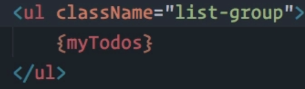 <ul className="list-group">
{myTodos}
</ul>